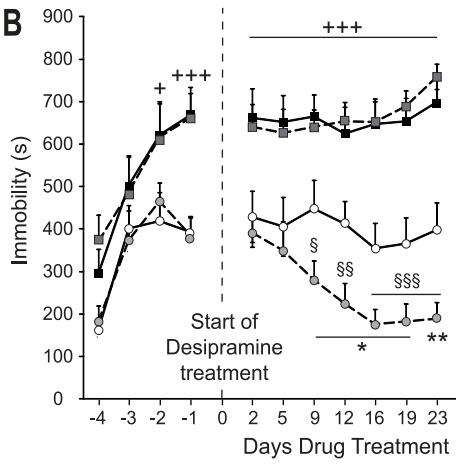 B
900
800
700
600
500
400
300
200
100
0
Immobility (s)
+
+++
+++
§
§§
§§§
*
**
Start of
Desipramine
treatment
-4 -3 -2 -1 0 2 5 9 12 16 19 23
Days Drug Treatment